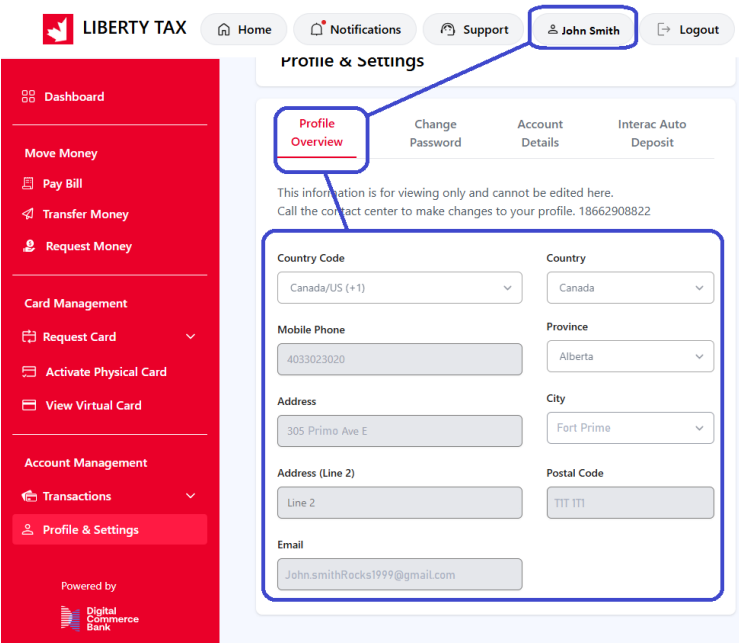 LIBERTY TAX
Home
Notifications
Support
John Smith
Logout
Dashboard
Move Money
Pay Bill
Transfer Money
Request Money
Card Management
Request Card
Activate Physical Card
View Virtual Card
Account Management
Transactions
Profile & Settings
Powered by
Digital
Commerce
Bank
Profile & Settings
Profile
Overview
Change
Password
Account
Details
Interac Auto
Deposit
This information is for viewing only and cannot be edited here.
Call the contact center to make changes to your profile. 18662908822
Country Code
Canada/US (+1)
Country
Canada
Mobile Phone
4033023020
Province
Alberta
Address
305 Primo Ave E
City
Fort Prime
Address (Line 2)
Line 2
Postal Code
T1T 1T1
Email
John.smithRocks1999@gmail.com